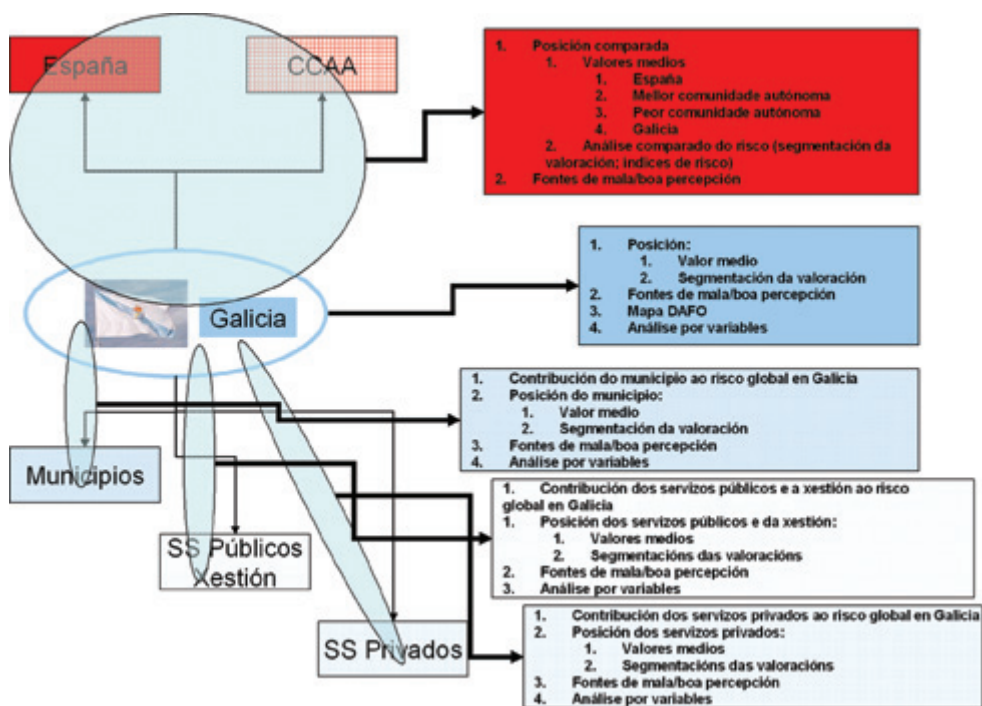 España
CCAA
1. Posición comparada
1. Valores medios
1. España
2. Mellor comunidade autónoma
3. Peor comunidade autónoma
4. Galicia
2. Análise comparado do risco (segmentación da
valoración; índices de risco)
2. Fontes de mala/boa percepción
Galicia
1. Posición:
1. Valor medio
2. Segmentación da valoración
2. Fontes de mala/boa percepción
3. Mapa DAFO
4. Análise por variables
Municipios
1. Contribución do municipio ao risco global en Galicia
2. Posición do municipio:
1. Valor medio
2. Segmentación da valoración
3. Fontes de mala/boa percepción
4. Análise por variables
SS Públicos
Xestión
1. Contribución dos servizos públicos e a xestión ao risco
global en Galicia
1. Posición dos servizos públicos e da xestión:
1. Valores medios
2. Segmentacións das valoracións
2. Fontes de mala/boa percepción
3. Análise por variables
SS Privados
1. Contribución dos servizos privados ao risco global en Galicia
2. Posición dos servizos privados:
1. Valores medios
2. Segmentacións das valoracións
3. Fontes de mala/boa percepción
4. Análise por variables